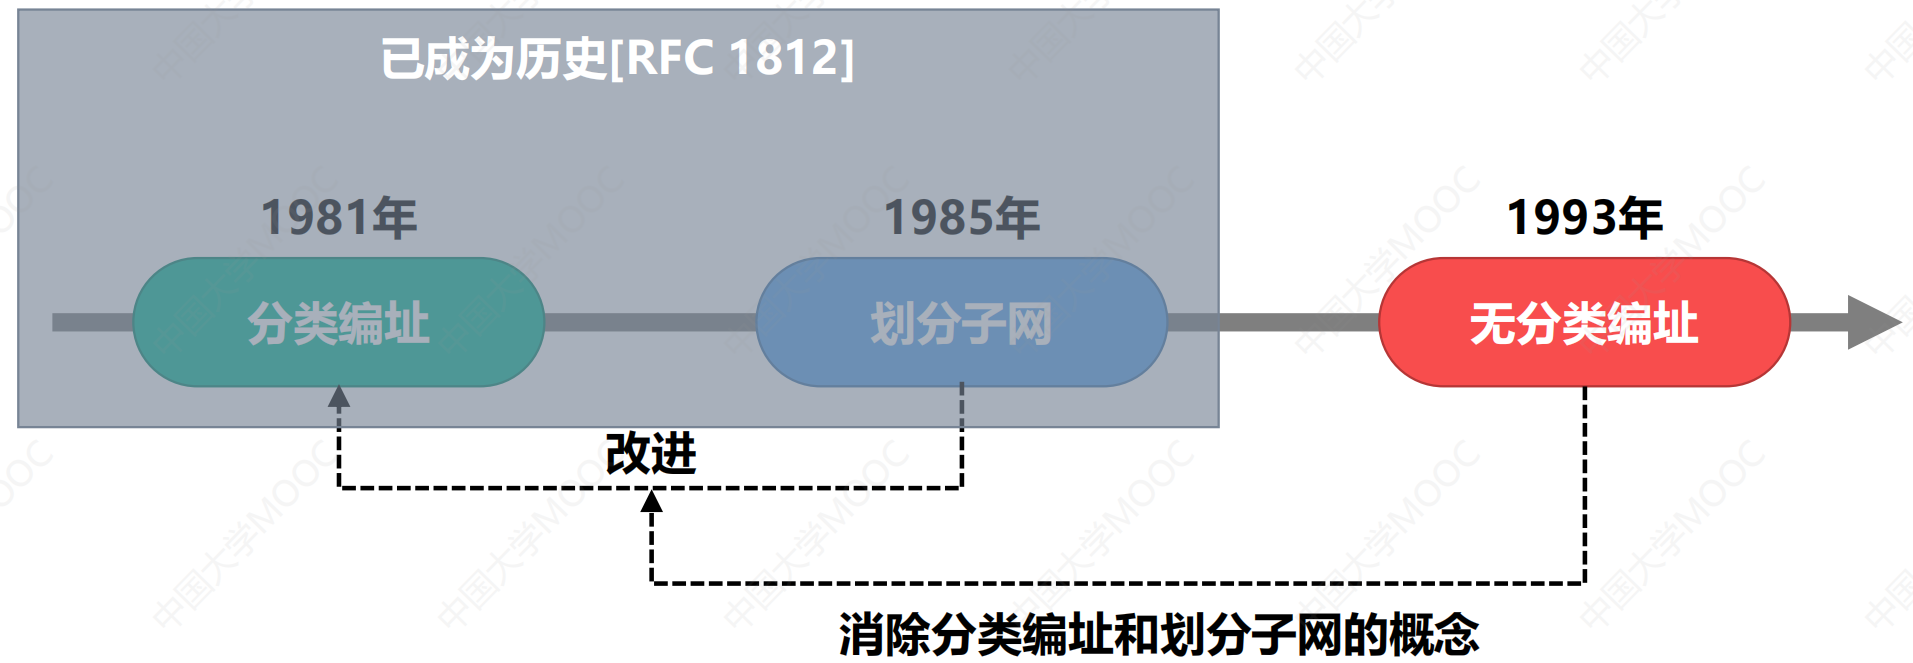 已成为历史[RFC 1812]
1981年
1985年
1993年
分类编址
划分子网
无分类编址
改进
消除分类编址和划分子网的概念
中国大学MOOC